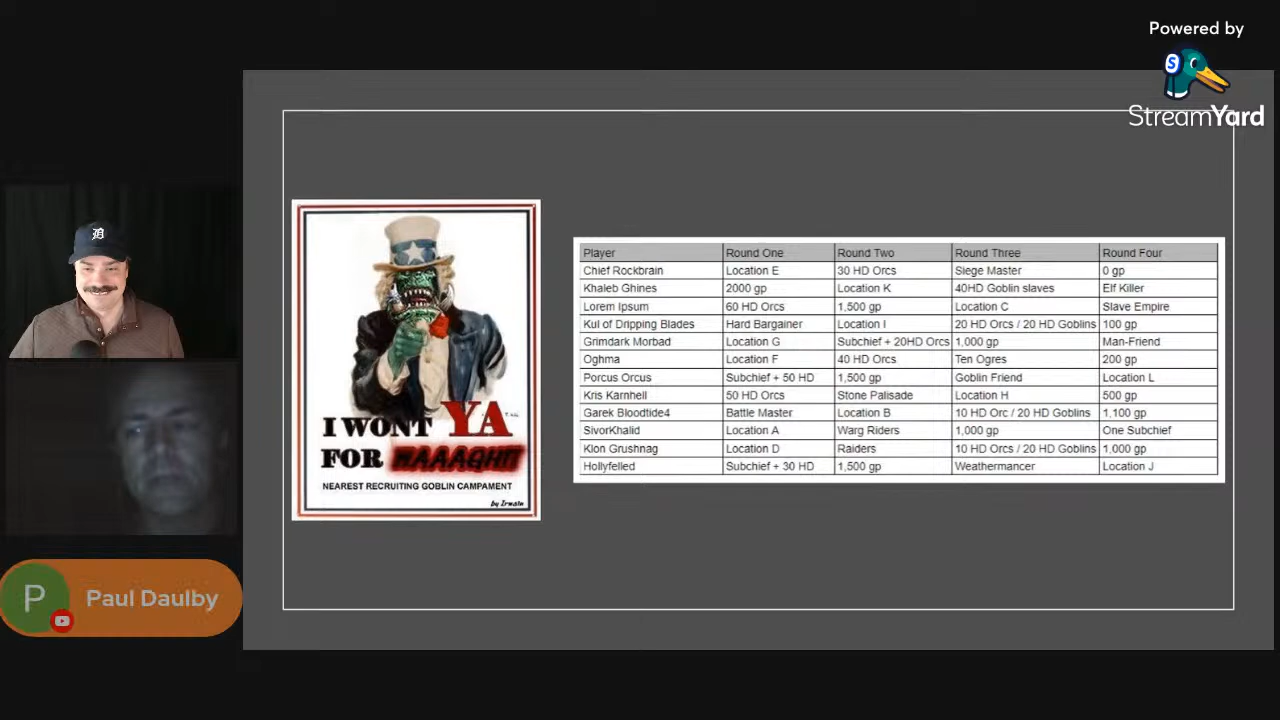 Powered by
S
StreamYard
D
I WONT YA
FOR WAAAGH!!
NEAREST RECRUITING GOBLIN CAMPAMENT
by Irwain
Player Round One Round Two Round Three Round Four
Chief Rockbrain Location E 30 HD Orcs Siege Master 0 gp
Khaleb Ghines 2000 gp Location K 40HD Goblin slaves Elf Killer
Lorem Ipsum 60 HD Orcs 1,500 gp Location C Slave Empire
Kul of Dripping Blades Hard Bargainer Location I 20 HD Orcs / 20 HD Goblins 100 gp
Grimdark Morbad Location G Subchief + 20HD Orcs 1,000 gp Man-Friend
Oghma Location F 40 HD Orcs Ten Ogres 200 gp
Porcus Orcus Subchief + 50 HD 1,500 gp Goblin Friend Location L
Kris Karnhell 50 HD Orcs Stone Palisade Location H 500 gp
Garek Bloodtide4 Battle Master Location B 10 HD Orc / 20 HD Goblins 1,100 gp
SivorKhalid Location A Warg Riders 1,000 gp One Subchief
Klon Grushnag Location D Raiders 10 HD Orcs / 20 HD Goblins 1,000 gp
Hollyfelled Subchief + 30 HD 1,500 gp Weathermancer Location J
P
Paul Daulby